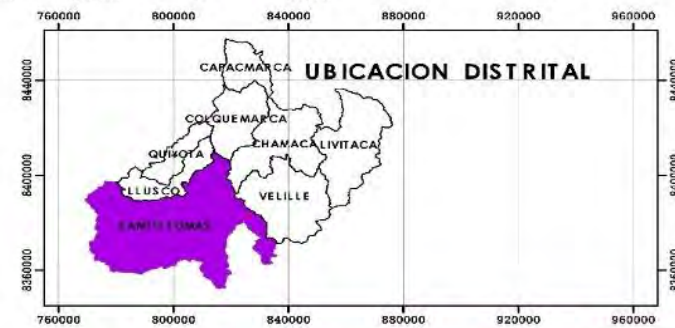 760000 800000 840000 880000 920000 960000
UBICACION DISTRITAL
CAPACMARCA
8440000 8440000
COLQUEMARCA
CHAMACA LIVITACA
QUIÑOTA
8400000 8400000
LLUSCO
VELILLE
SANTO TOMAS
8360000 8360000
760000 800000 840000 880000 920000 960000